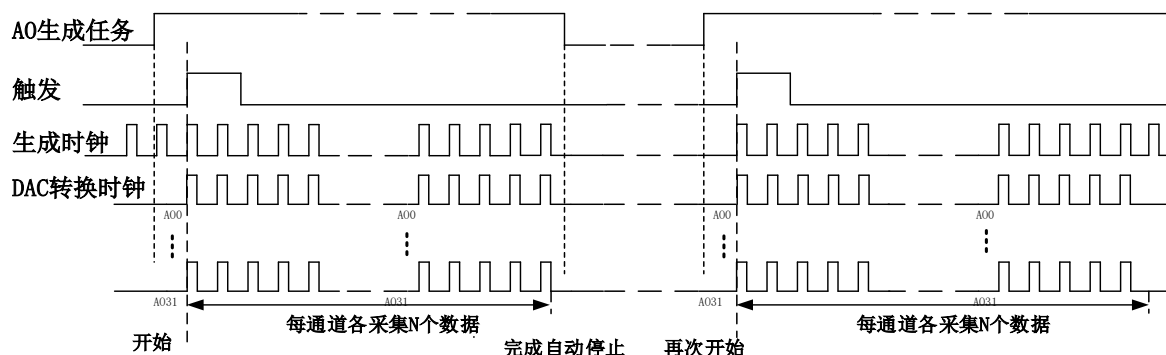 AO生成任务
触发
生成时钟
DAC转换时钟
AO0
AO0
AO0
AO0
AO31
AO31
AO31
AO31
每通道各采集N个数据
每通道各采集N个数据
开始
完成自动停止
再次开始